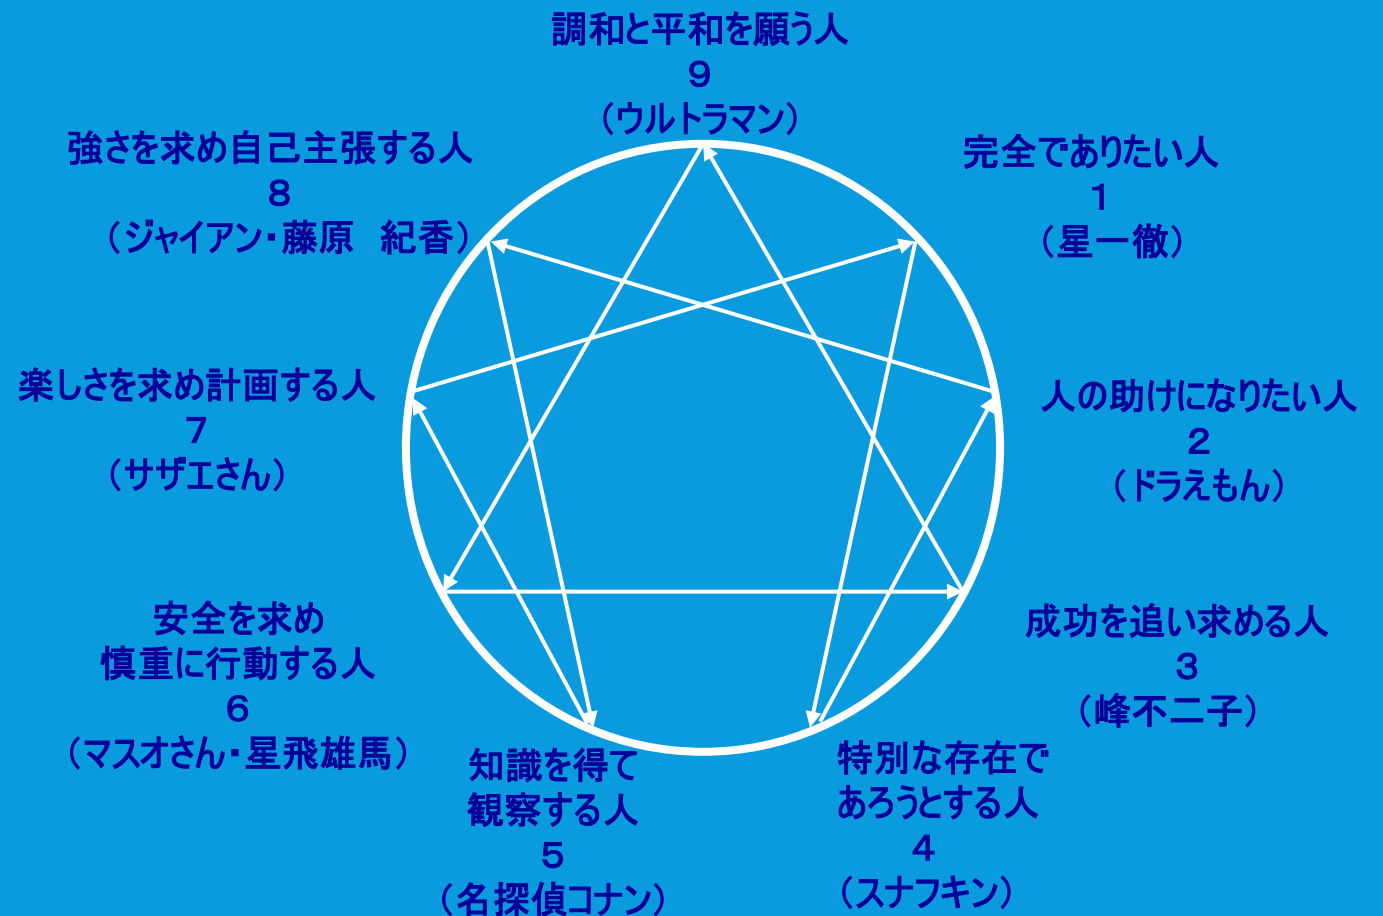 調和と平和を願う人
９
（ウルトラマン）
完全でありたい人
１
（星一徹）
人の助けになりたい人
２
（ドラえもん）
成功を追い求める人
３
（峰不二子）
特別な存在で
あろうとする人
４
（スナフキン）
知識を得て
観察する人
５
（名探偵コナン）
安全を求め
慎重に行動する人
６
（マスオさん・星飛雄馬）
楽しさを求め計画する人
７
（サザエさん）
強さを求め自己主張する人
８
（ジャイアン・藤原　紀香）